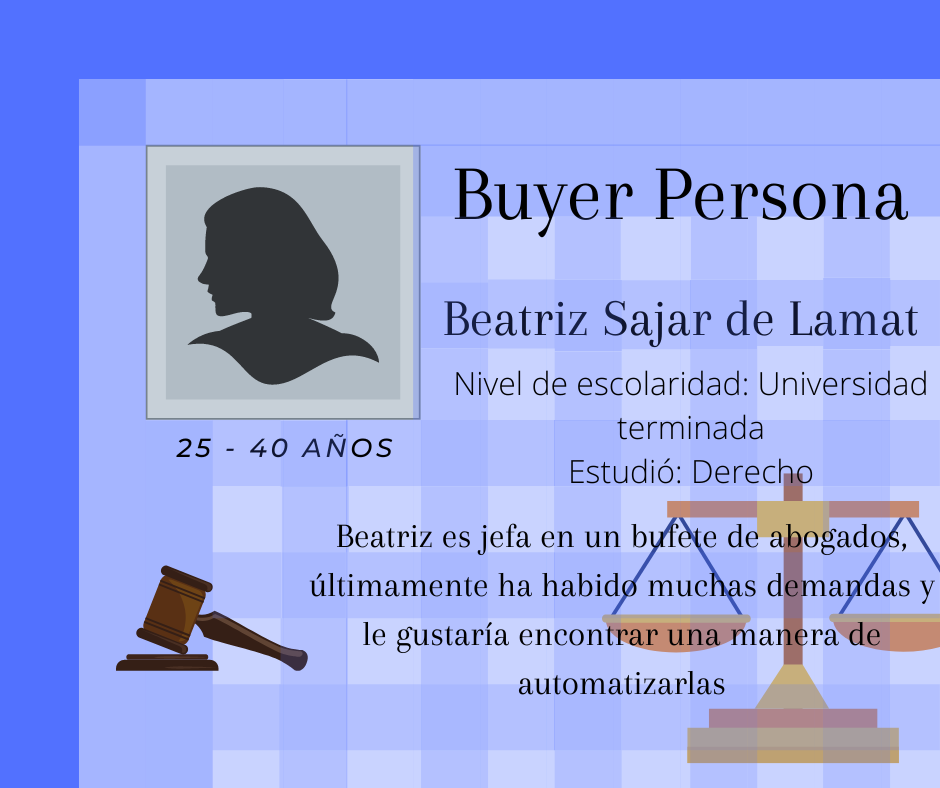 Buyer Persona
Beatriz Sajar de Lamat
Nivel de escolaridad: Universidad
terminada
Estudió: Derecho
25 - 40 AÑOS
Beatriz es jefa en un bufete de abogados,
últimamente ha habido muchas demandas y
le gustaría encontrar una manera de
automatizarlas